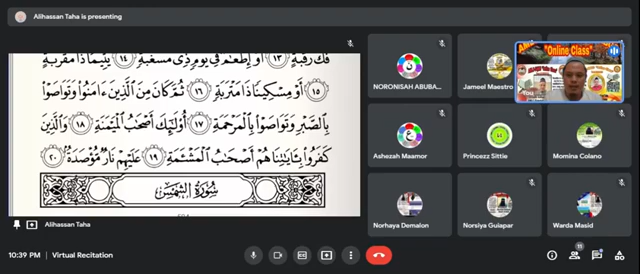 Alihassan Taha is presenting
فَكُّ رَقَبَةٍ ١٣ أَوْ إِطْعَٰمٌ فِى يَوْمٍ ذِى مَسْغَبَةٍ ١٤ يَتِيمًا ذَا مَقْرَبَةٍ
١٥ أَوْ مِسْكِينًا ذَا مَتْرَبَةٍ ١٦ ثُمَّ كَانَ مِنَ ٱلَّذِينَ ءَامَنُوا۟ وَتَوَاصَوْا۟
بِٱلصَّبْرِ وَتَوَاصَوْا۟ بِٱلْمَرْحَمَةِ ١٧ أُو۟لَٰٓئِكَ أَصْحَٰبُ ٱلْمَيْمَنَةِ ١٨ وَٱلَّذِينَ
كَفَرُوا۟ بِـَٔايَٰتِنَا هُمْ أَصْحَٰبُ ٱلْمَشْـَٔمَةِ ١٩ عَلَيْهِمْ نَارٌ مُّؤْصَدَةٌۢ ٢٠
سُورَةُ الشَّمْسِ
Alihassan Taha
NORONISAH ABUBA...
Jameel Maestro
"Online Class"
You
Ashezah Maamor
Princezz Sittie
Momina Colano
Norhaya Demalon
Norsiya Guiapar
Warda Masid
10:39 PM | Virtual Recitation
11